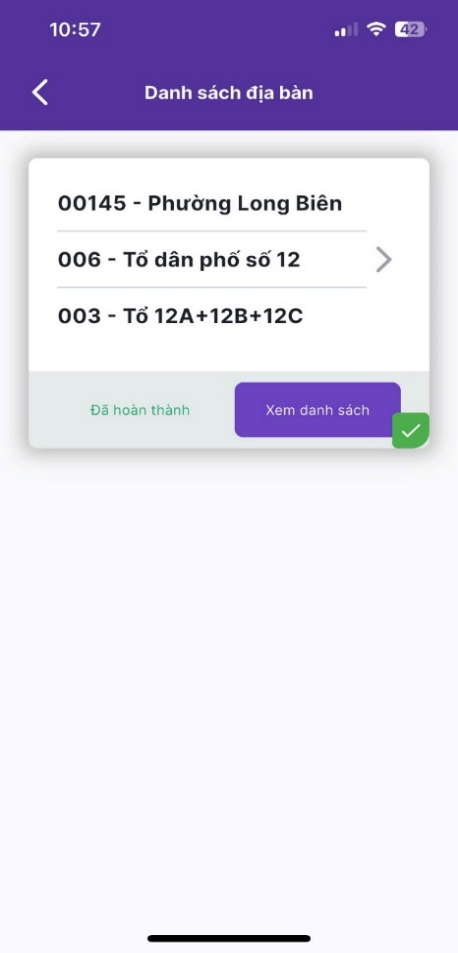 10:57
42
Danh sách địa bàn
00145 - Phường Long Biên
006 - Tổ dân phố số 12
003 - Tổ 12A+12B+12C
Đã hoàn thành
Xem danh sách